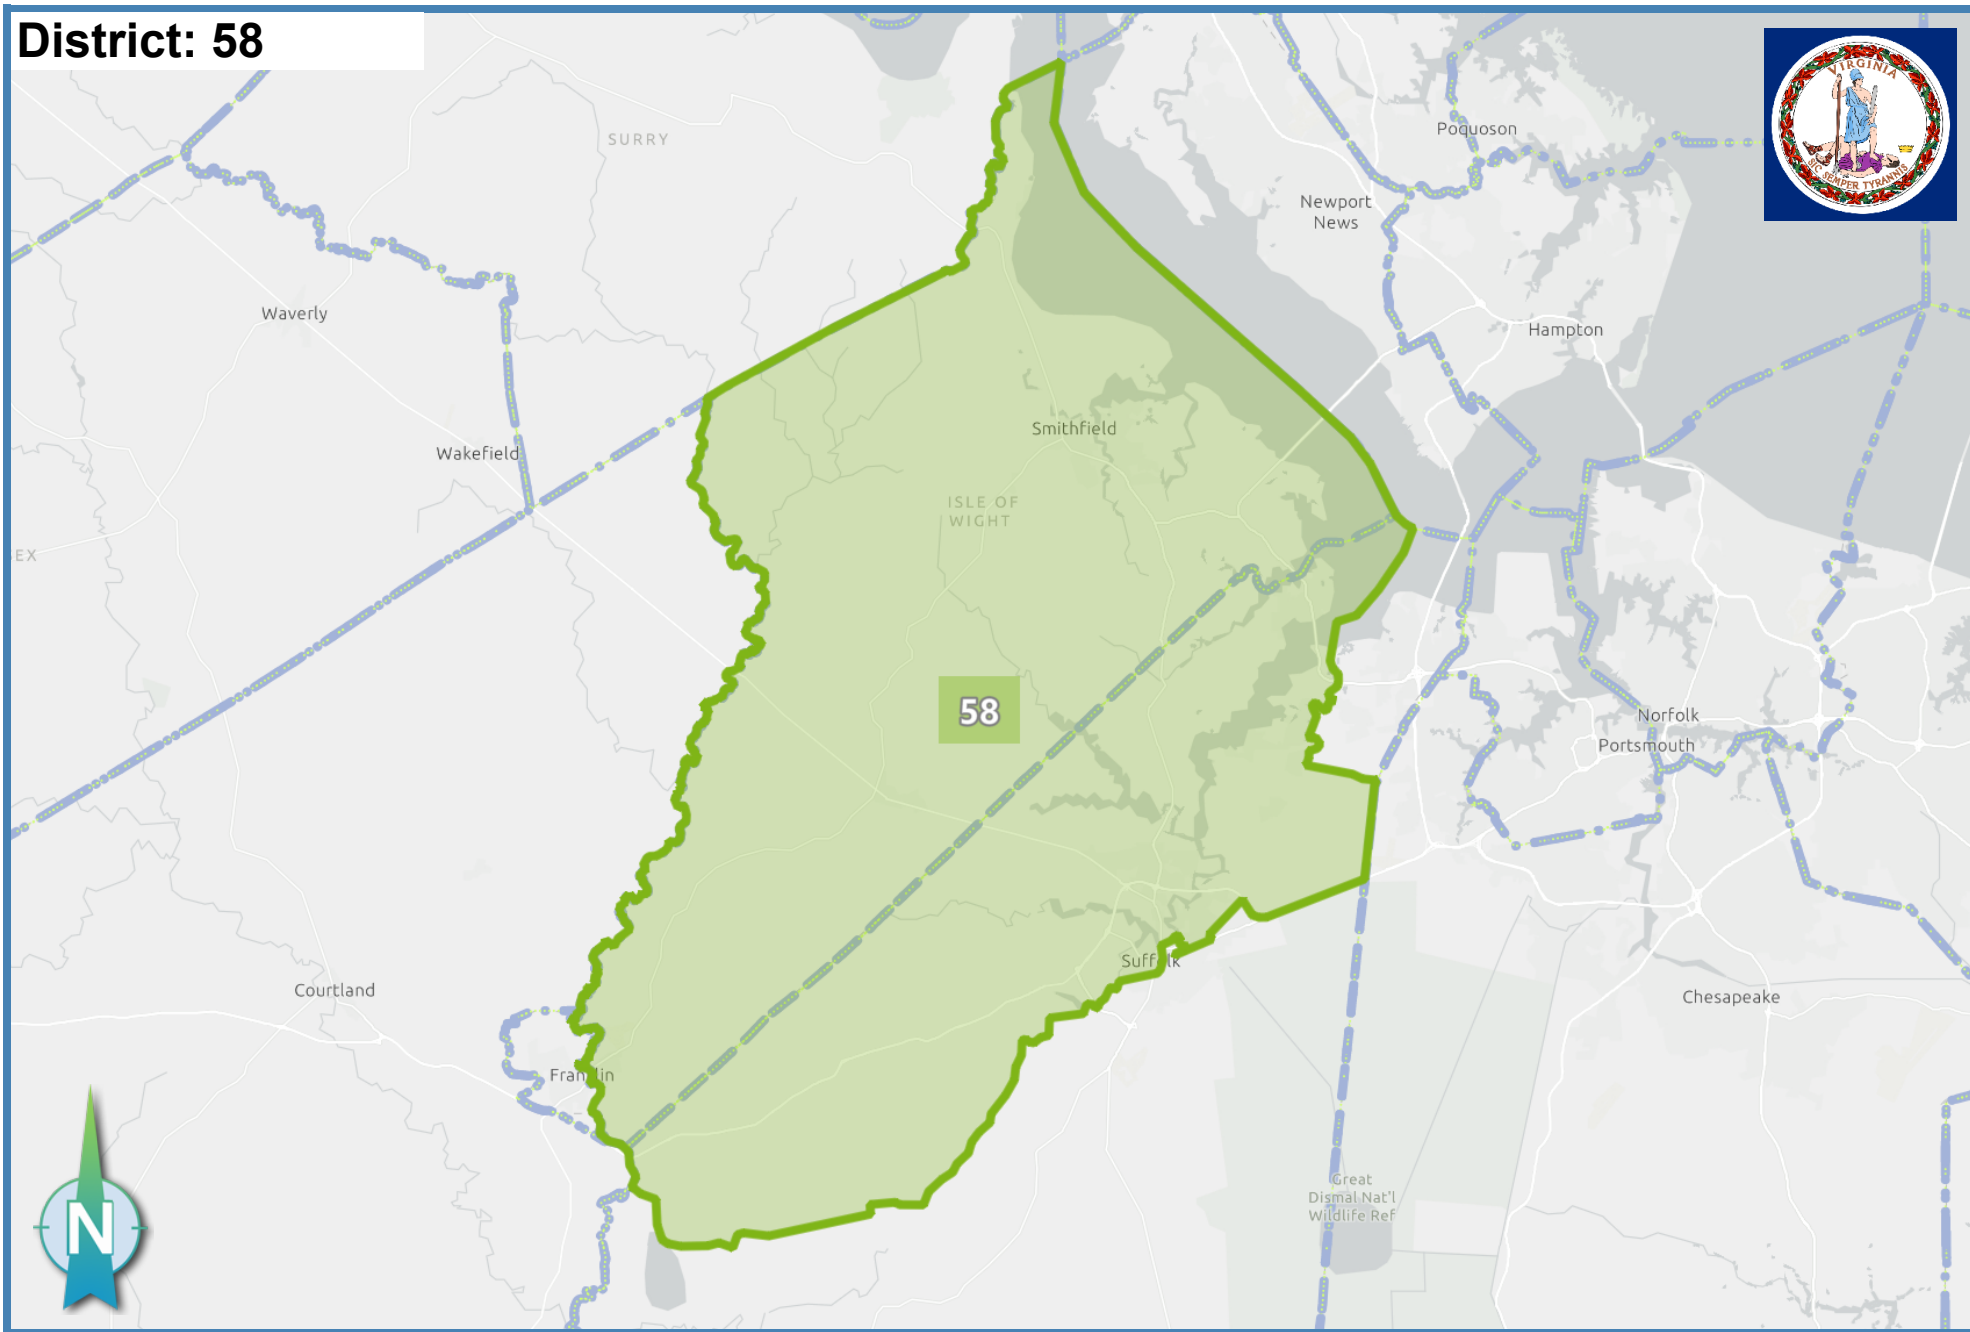 District: 58
VIRGINIA
SIC SEMPER TYRANNIS
SURRY
Poquoson
Newport
News
Waverly
Hampton
Smithfield
Wakefield
ISLE OF
WIGHT
EX
58
Norfolk
Portsmouth
Suffolk
Courtland
Chesapeake
Franklin
Great
Dismal Nat'l
Wildlife Ref
N